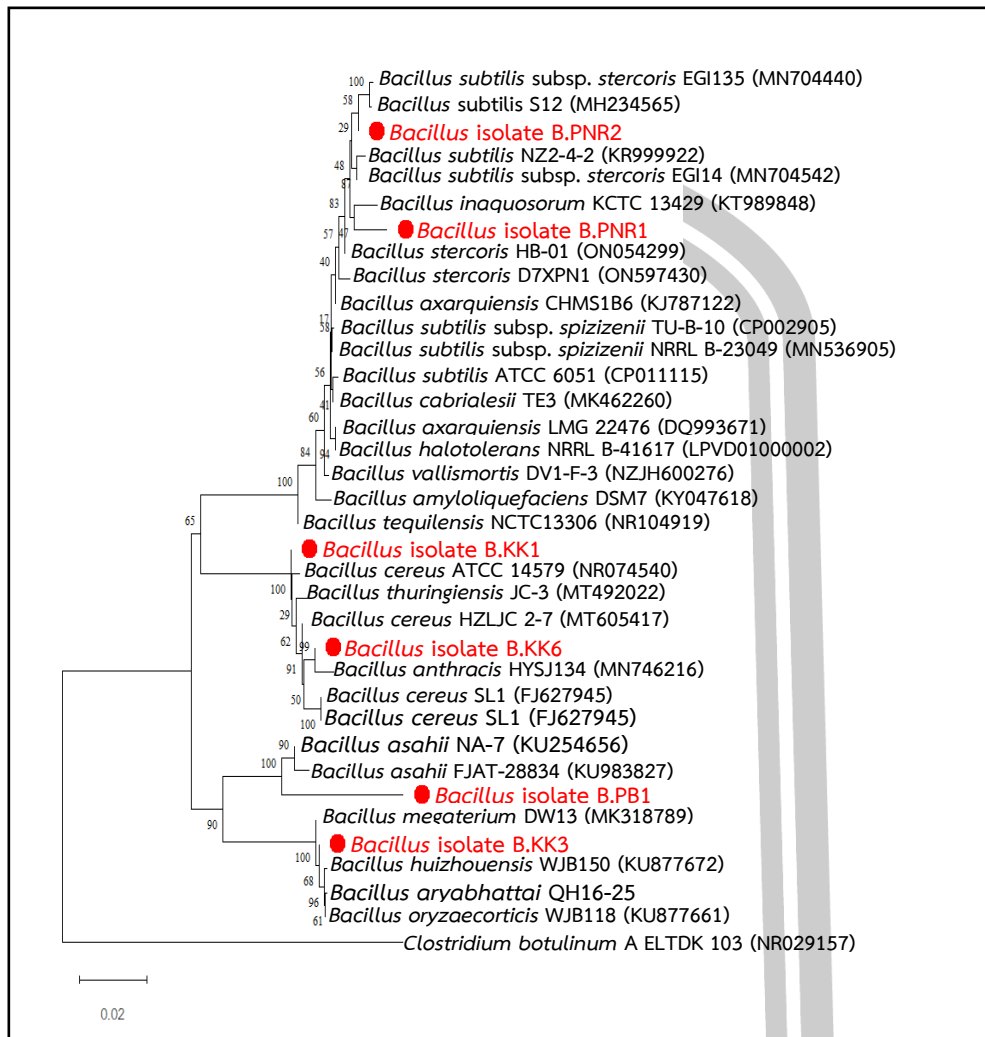 100 Bacillus subtilis subsp. stercoris EGI135 (MN704440)
58 Bacillus subtilis S12 (MH234565)
29 Bacillus isolate B.PNR2
Bacillus subtilis NZ2-4-2 (KR999922)
48 Bacillus subtilis subsp. stercoris EGI14 (MN704542)
87
83 Bacillus inaquosorum KCTC 13429 (KT989848)
57 47 Bacillus isolate B.PNR1
Bacillus stercoris HB-01 (ON054299)
40 Bacillus stercoris D7XPN1 (ON597430)
Bacillus axarquiensis CHMS1B6 (KJ787122)
17
58 Bacillus subtilis subsp. spizizenii TU-B-10 (CP002905)
Bacillus subtilis subsp. spizizenii NRRL B-23049 (MN536905)
56 Bacillus subtilis ATCC 6051 (CP011115)
41 Bacillus cabrialesii TE3 (MK462260)
60 Bacillus axarquiensis LMG 22476 (DQ993671)
84 94 Bacillus halotolerans NRRL B-41617 (LPVD01000002)
Bacillus vallismortis DV1-F-3 (NZJH600276)
100 Bacillus amyloliquefaciens DSM7 (KY047618)
65 Bacillus tequilensis NCTC13306 (NR104919)
Bacillus isolate B.KK1
Bacillus cereus ATCC 14579 (NR074540)
100 Bacillus thuringiensis JC-3 (MT492022)
29 Bacillus cereus HZLJC 2-7 (MT605417)
62 99 Bacillus isolate B.KK6
91 Bacillus anthracis HYSJ134 (MN746216)
50 Bacillus cereus SL1 (FJ627945)
100 Bacillus cereus SL1 (FJ627945)
90 Bacillus asahii NA-7 (KU254656)
100 Bacillus asahii FJAT-28834 (KU983827)
Bacillus isolate B.PB1
90 Bacillus megaterium DW13 (MK318789)
Bacillus isolate B.KK3
100 Bacillus huizhouensis WJB150 (KU877672)
68 Bacillus aryabhattai QH16-25
96
61 Bacillus oryzaecorticis WJB118 (KU877661)
Clostridium botulinum A ELTDK 103 (NR029157)
0.02